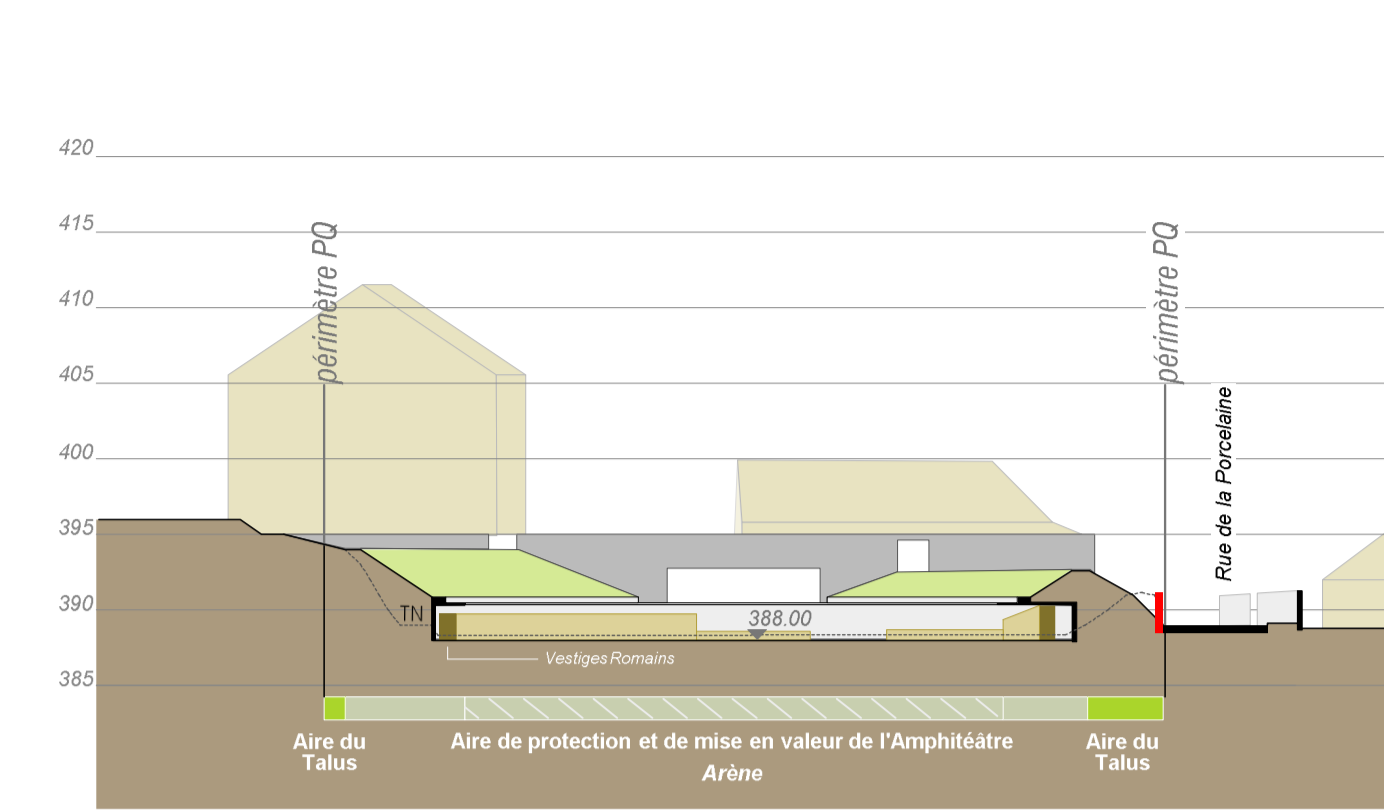 420
415
périmètre PQ
périmètre PQ
410
405
Rue de la Porcelaine
400
395
390
TN
388.00
Vestiges Romains
385
Aire du
Talus
Aire de protection et de mise en valeur de l'Amphitéâtre
Arène
Aire du
Talus